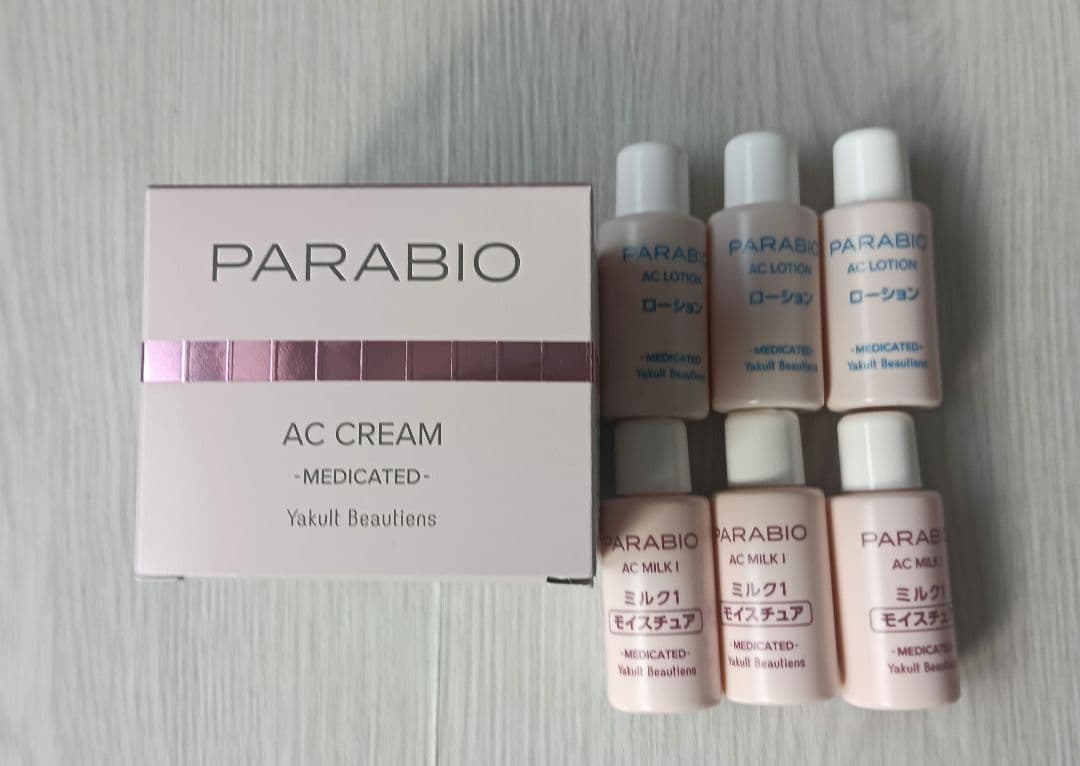 PARABIO
AC CREAM
-MEDICATED-
Yakult Beautiens
PARABIO
AC LOTION
ローション
-MEDICATED-
Yakult Beautiens
PARABIO
AC LOTION
ローション
-MEDICATED-
Yakult Beautiens
PARABIO
AC LOTION
ローション
-MEDICATED-
Yakult Beautiens
PARABIO
AC MILK I
ミルク1
モイスチュア
-MEDICATED-
Yakult Beautiens
PARABIO
AC MILK I
ミルク1
モイスチュア
-MEDICATED-
Yakult Beautiens
PARABIO
AC MILK I
ミルク1
モイスチュ
-MEDICATED
Yakult Beautiens